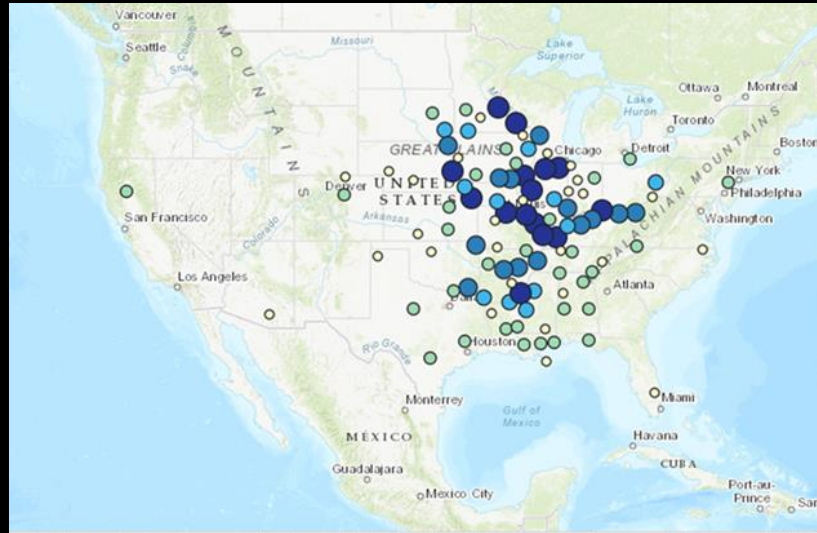 Vancouver
Seattle
Columbia
Snake
MOUNTAINS
Missouri
Lake
Superior
Ottawa
Montreal
Lake
Huron
Toronto
Boston
GREAT PLAINS
Chicago
Detroit
New York
Philadelphia
Denver
UNITED
STATES
Washington
San Francisco
Colorado
Arkansas
APPALACHIAN MOUNTAINS
Los Angeles
Atlanta
Houston
Rio Grande
Monterrey
Gulf of
Mexico
Miami
MÉXICO
Havana
CUBA
Guadalajara
Mexico City
Port-au-
Prince